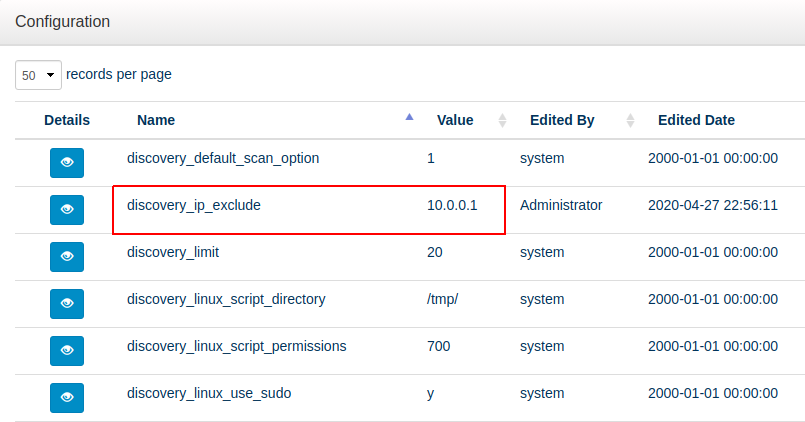 Configuration
50 records per page
Details Name Value Edited By Edited Date
discovery_default_scan_option 1 system 2000-01-01 00:00:00
discovery_ip_exclude 10.0.0.1 Administrator 2020-04-27 22:56:11
discovery_limit 20 system 2000-01-01 00:00:00
discovery_linux_script_directory /tmp/ system 2000-01-01 00:00:00
discovery_linux_script_permissions 700 system 2000-01-01 00:00:00
discovery_linux_use_sudo y system 2000-01-01 00:00:00